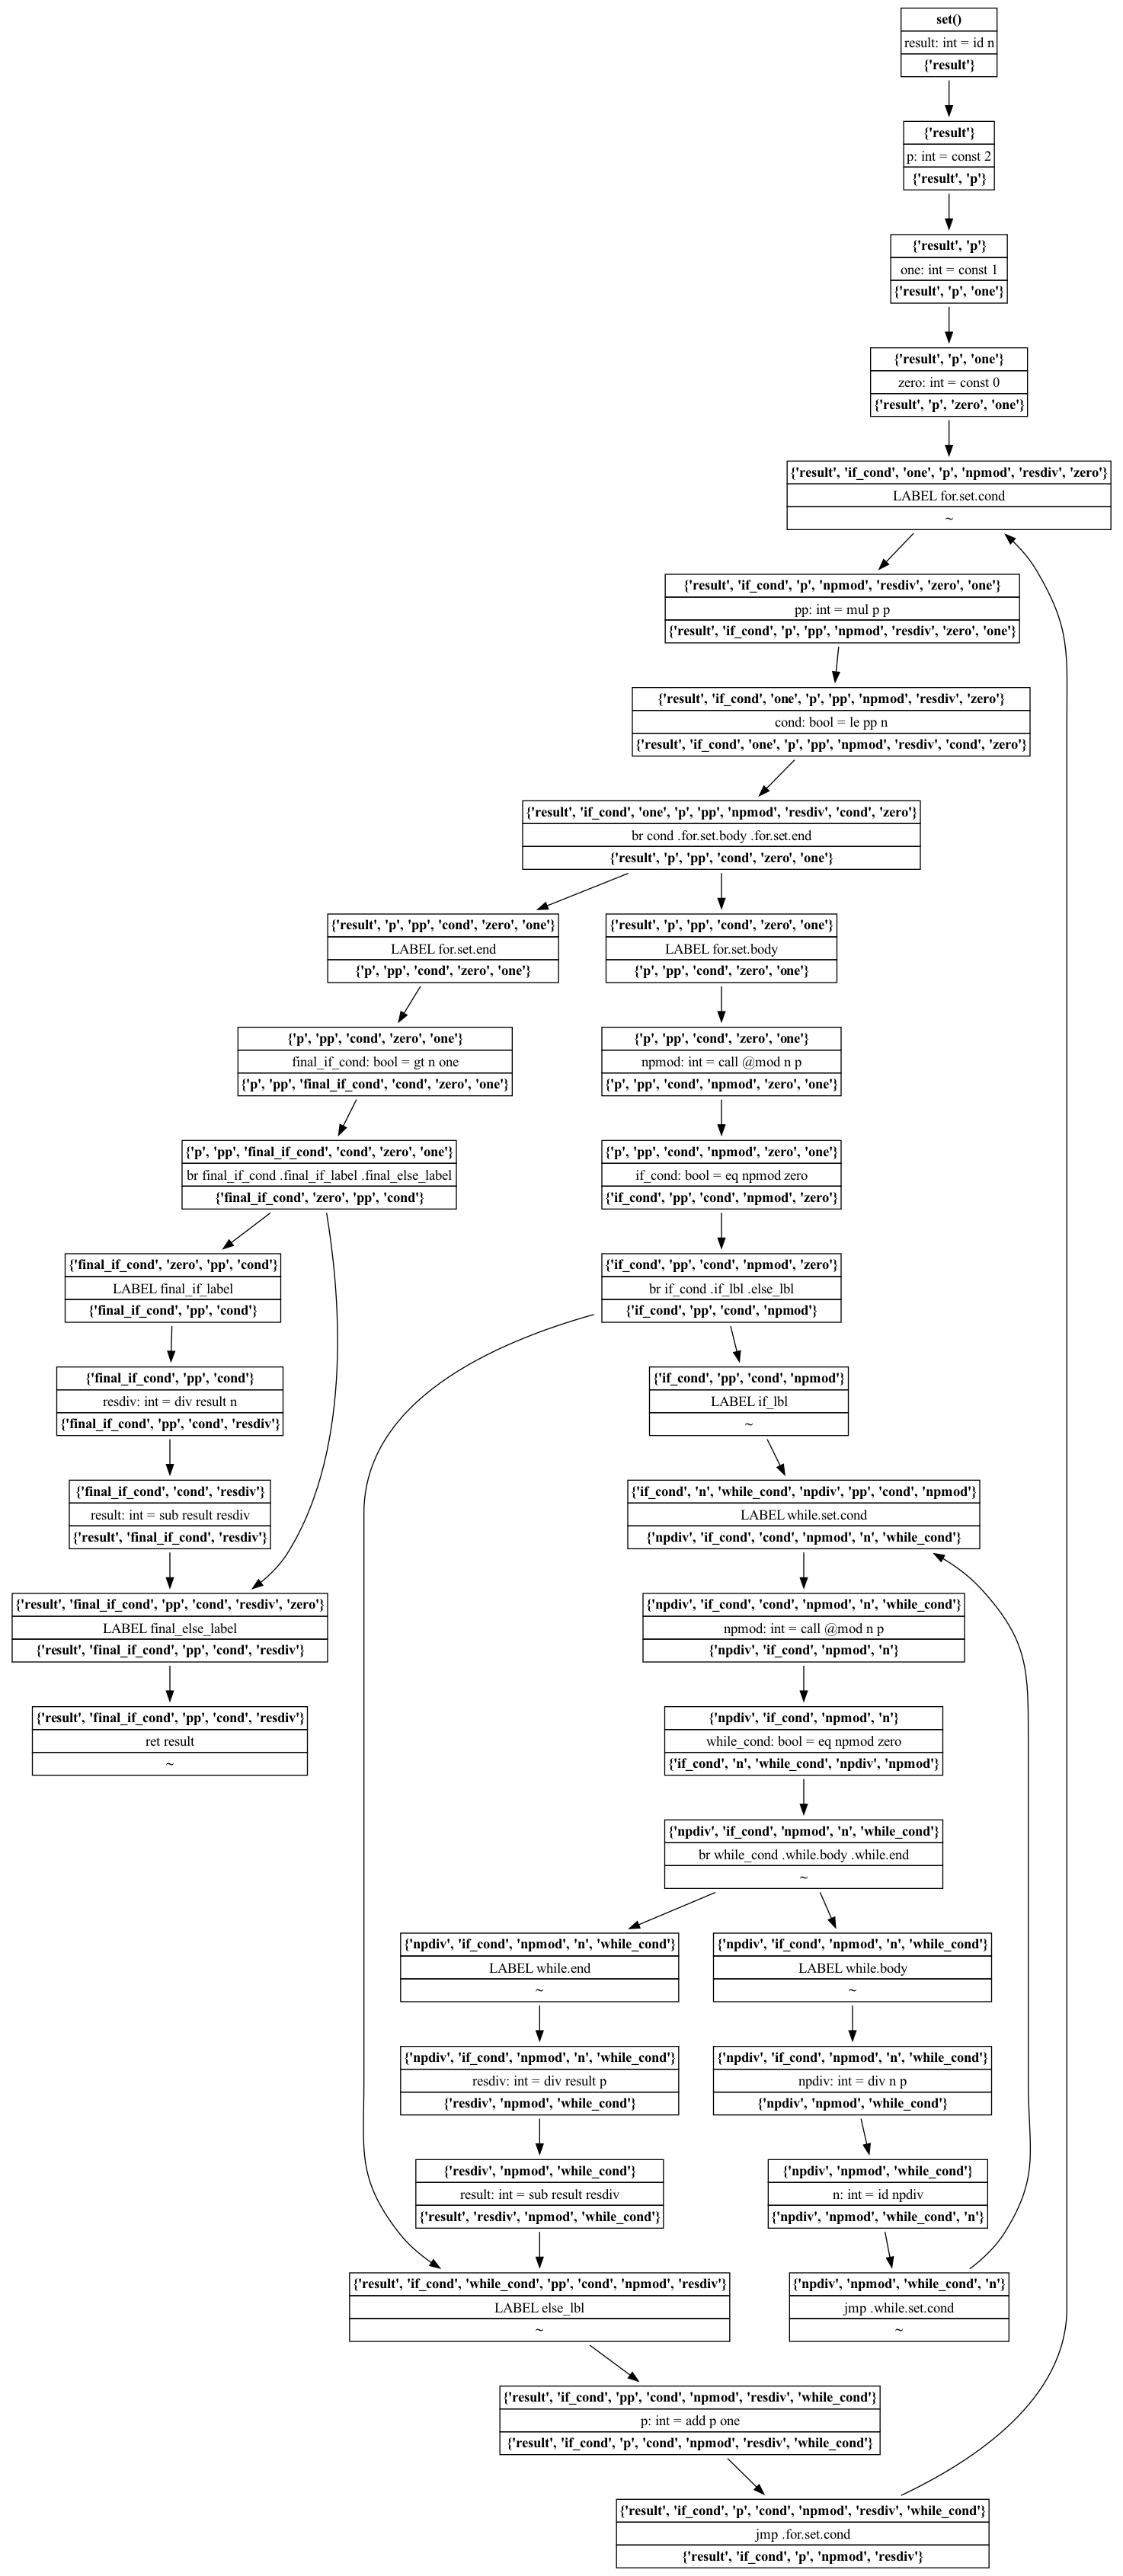 set()
result: int = id n
{'result'}
{'result'}
p: int = const 2
{'result', 'p'}
{'result', 'p'}
one: int = const 1
{'result', 'p', 'one'}
{'result', 'p', 'one'}
zero: int = const 0
{'result', 'p', 'zero', 'one'}
{'result', 'if_cond', 'one', 'p', 'npmod', 'resdiv', 'zero'}
LABEL for.set.cond
~
{'result', 'if_cond', 'p', 'npmod', 'resdiv', 'zero', 'one'}
pp: int = mul p p
{'result', 'if_cond', 'p', 'pp', 'npmod', 'resdiv', 'zero', 'one'}
{'result', 'if_cond', 'one', 'p', 'pp', 'npmod', 'resdiv', 'zero'}
cond: bool = le pp n
{'result', 'if_cond', 'one', 'p', 'pp', 'npmod', 'resdiv', 'cond', 'zero'}
{'result', 'if_cond', 'one', 'p', 'pp', 'npmod', 'resdiv', 'cond', 'zero'}
br cond .for.set.body .for.set.end
{'result', 'p', 'pp', 'cond', 'zero', 'one'}
{'result', 'p', 'pp', 'cond', 'zero', 'one'}
LABEL for.set.end
{'p', 'pp', 'cond', 'zero', 'one'}
{'result', 'p', 'pp', 'cond', 'zero', 'one'}
LABEL for.set.body
{'p', 'pp', 'cond', 'zero', 'one'}
{'p', 'pp', 'cond', 'zero', 'one'}
final_if_cond: bool = gt n one
{'p', 'pp', 'final_if_cond', 'cond', 'zero', 'one'}
{'p', 'pp', 'cond', 'zero', 'one'}
npmod: int = call @mod n p
{'p', 'pp', 'cond', 'npmod', 'zero', 'one'}
{'p', 'pp', 'final_if_cond', 'cond', 'zero', 'one'}
br final_if_cond .final_if_label .final_else_label
{'final_if_cond', 'zero', 'pp', 'cond'}
{'p', 'pp', 'cond', 'npmod', 'zero', 'one'}
if_cond: bool = eq npmod zero
{'if_cond', 'pp', 'cond', 'npmod', 'zero'}
{'final_if_cond', 'zero', 'pp', 'cond'}
LABEL final_if_label
{'final_if_cond', 'pp', 'cond'}
{'if_cond', 'pp', 'cond', 'npmod', 'zero'}
br if_cond .if_lbl .else_lbl
{'if_cond', 'pp', 'cond', 'npmod'}
{'final_if_cond', 'pp', 'cond'}
resdiv: int = div result n
{'final_if_cond', 'pp', 'cond', 'resdiv'}
{'if_cond', 'pp', 'cond', 'npmod'}
LABEL if_lbl
~
{'final_if_cond', 'cond', 'resdiv'}
result: int = sub result resdiv
{'result', 'final_if_cond', 'resdiv'}
{'if_cond', 'n', 'while_cond', 'npdiv', 'pp', 'cond', 'npmod'}
LABEL while.set.cond
{'npdiv', 'if_cond', 'cond', 'npmod', 'n', 'while_cond'}
{'result', 'final_if_cond', 'pp', 'cond', 'resdiv', 'zero'}
LABEL final_else_label
{'result', 'final_if_cond', 'pp', 'cond', 'resdiv'}
{'npdiv', 'if_cond', 'cond', 'npmod', 'n', 'while_cond'}
npmod: int = call @mod n p
{'npdiv', 'if_cond', 'npmod', 'n'}
{'result', 'final_if_cond', 'pp', 'cond', 'resdiv'}
ret result
~
{'npdiv', 'if_cond', 'npmod', 'n'}
while_cond: bool = eq npmod zero
{'if_cond', 'n', 'while_cond', 'npdiv', 'npmod'}
{'npdiv', 'if_cond', 'npmod', 'n', 'while_cond'}
br while_cond .while.body .while.end
~
{'npdiv', 'if_cond', 'npmod', 'n', 'while_cond'}
LABEL while.end
~
{'npdiv', 'if_cond', 'npmod', 'n', 'while_cond'}
LABEL while.body
~
{'npdiv', 'if_cond', 'npmod', 'n', 'while_cond'}
resdiv: int = div result p
{'resdiv', 'npmod', 'while_cond'}
{'npdiv', 'if_cond', 'npmod', 'n', 'while_cond'}
npdiv: int = div n p
{'npdiv', 'npmod', 'while_cond'}
{'resdiv', 'npmod', 'while_cond'}
result: int = sub result resdiv
{'result', 'resdiv', 'npmod', 'while_cond'}
{'npdiv', 'npmod', 'while_cond'}
n: int = id npdiv
{'npdiv', 'npmod', 'while_cond', 'n'}
{'result', 'if_cond', 'while_cond', 'pp', 'cond', 'npmod', 'resdiv'}
LABEL else_lbl
~
{'npdiv', 'npmod', 'while_cond', 'n'}
jmp .while.set.cond
~
{'result', 'if_cond', 'pp', 'cond', 'npmod', 'resdiv', 'while_cond'}
p: int = add p one
{'result', 'if_cond', 'p', 'cond', 'npmod', 'resdiv', 'while_cond'}
{'result', 'if_cond', 'p', 'cond', 'npmod', 'resdiv', 'while_cond'}
jmp .for.set.cond
{'result', 'if_cond', 'p', 'npmod', 'resdiv'}